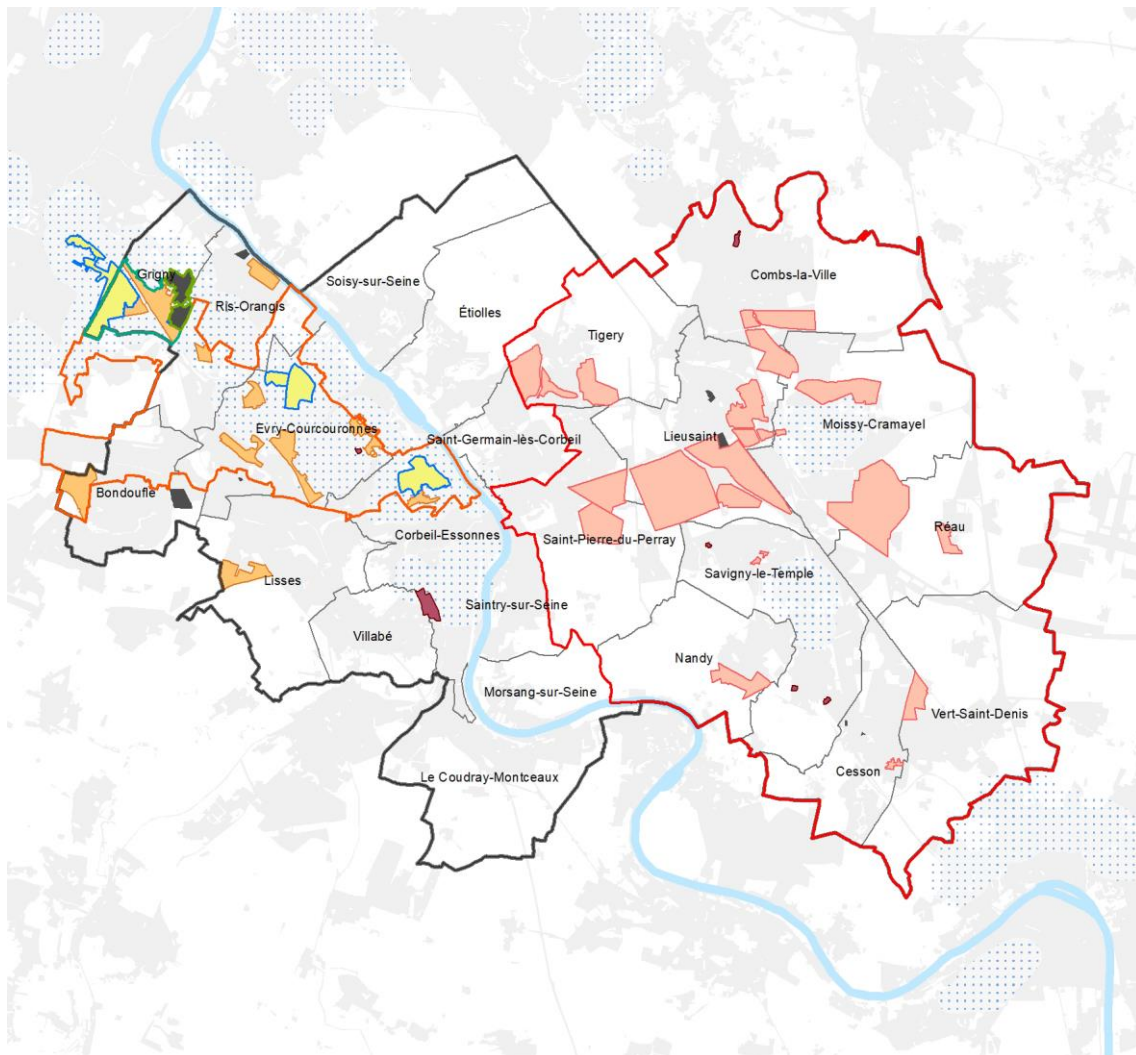 Combs-la-Ville
Grigny
Soisy-sur-Seine
Ris-Orangis
Étiolles
Tigery
Moissy-Cramayel
Evry-Courcouronnes
Saint-Germain-lès-Corbeil
Lieusaint
Bondoufle
Réau
Corbeil-Essonnes
Saint-Pierre-du-Perray
Savigny-le-Temple
Lisses
Saintry-sur-Seine
Villabé
Nandy
Morsang-sur-Seine
Vert-Saint-Denis
Cesson
Le Coudray-Montceaux